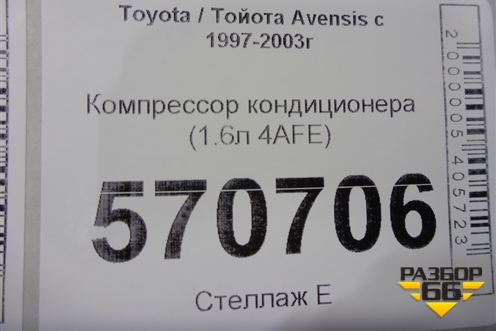 Toyota / Тойота Avensis с
1997-2003г
Компрессор кондиционера
(1.6л 4AFE)
570706
Стеллаж Е
2000005405723
РАЗБОР
66